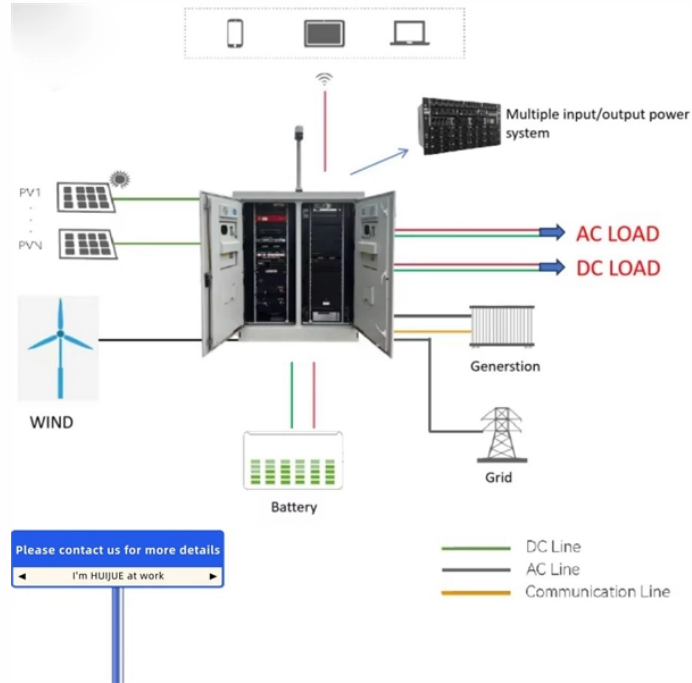 Multiple input/output power
system
PV1
PVN
AC LOAD
DC LOAD
WIND
Generstion
Grid
Battery
Please contact us for more details
I'm HUIJUE at work
DC Line
AC Line
Communication Line